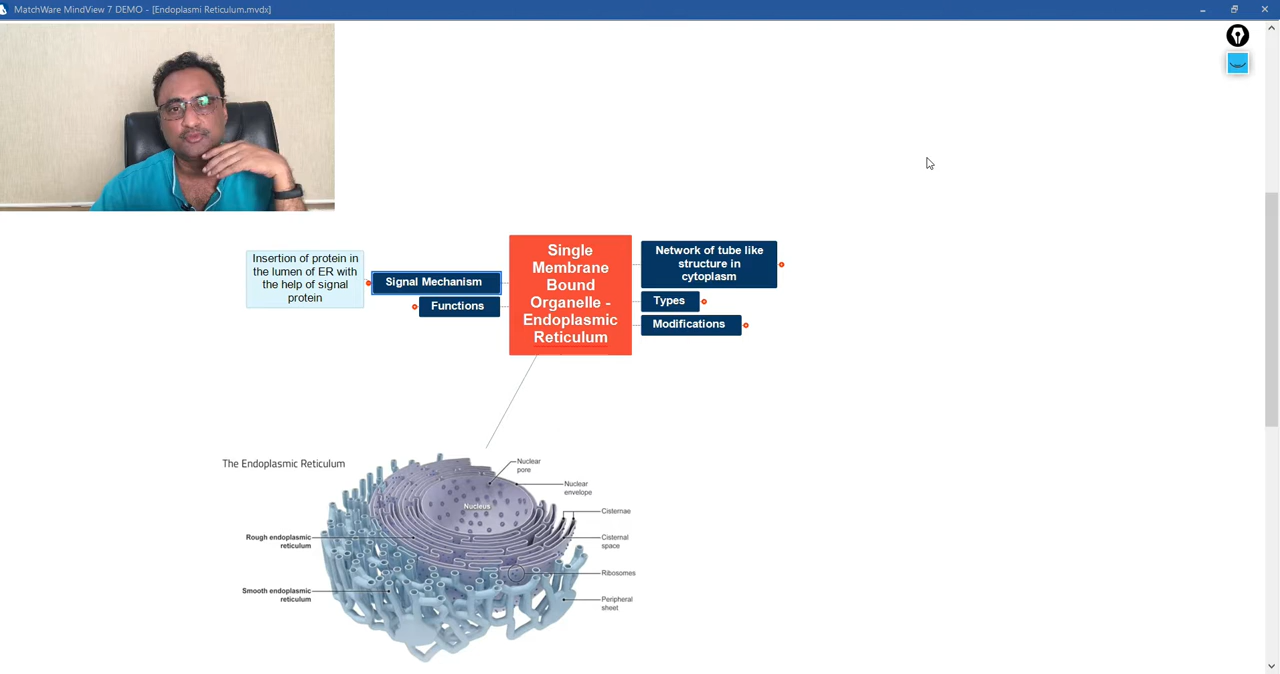 MatchWare MindView 7 DEMO - [Endoplasmi Reticulum.mvdx]
Insertion of protein in
the lumen of ER with
the help of signal
protein
Signal Mechanism
Functions
Single
Membrane
Bound
Organelle -
Endoplasmic
Reticulum
Network of tube like
structure in
cytoplasm
Types
Modifications
The Endoplasmic Reticulum
Nuclear
pore
Nuclear
envelope
Nucleus
Cisternae
Rough endoplasmic
reticulum
Cisternal
space
Ribosomes
Smooth endoplasmic
reticulum
Peripheral
sheet